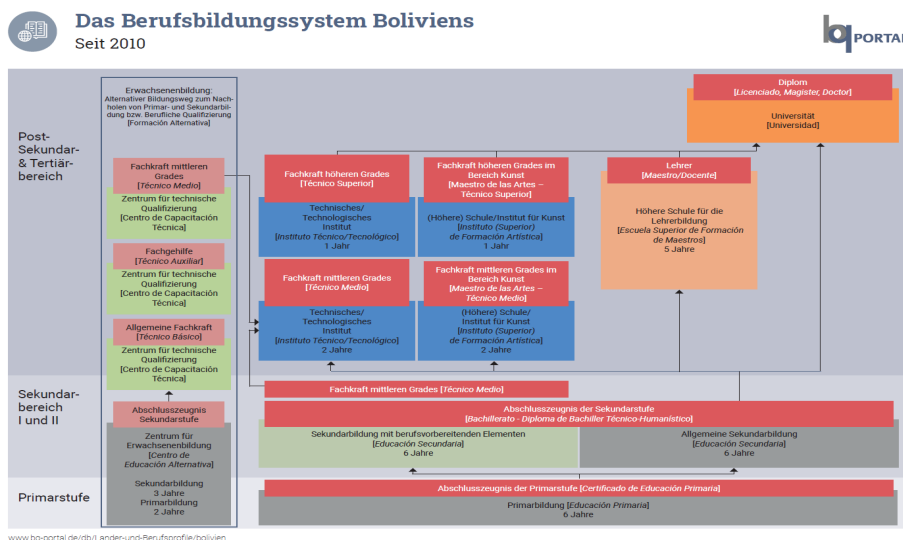 Das Berufsbildungssystem Boliviens
Seit 2010
bq PORTAL
Post-
Sekundar-
& Tertiär-
bereich
Erwachsenenbildung:
Alternativer Bildungsweg zum Nach-
holen von Primar- und Sekundarbil-
dung bzw. Berufliche Qualifizierung
[Formación Alternativa]
Fachkraft mittleren
Grades
[Técnico Medio]
Zentrum für technische
Qualifizierung
[Centro de Capacitación
Técnica]
Fachgehilfe
[Técnico Auxiliar]
Zentrum für technische
Qualifizierung
[Centro de Capacitación
Técnica]
Allgemeine Fachkraft
[Técnico Básico]
Zentrum für technische
Qualifizierung
[Centro de Capacitación
Técnica]
Diplom
[Licenciado, Magister, Doctor]
Universität
[Universidad]
Fachkraft höheren Grades
[Técnico Superior]
Technisches/
Technologisches
Institut
[Instituto Técnico/Tecnológico]
1 Jahr
Fachkraft höheren Grades im
Bereich Kunst
[Maestro de las Artes –
Técnico Superior]
(Höhere) Schule/Institut für Kunst
[Instituto (Superior)
de Formación Artística]
1 Jahr
Lehrer
[Maestro/Docente]
Höhere Schule für die
Lehrerbildung
[Escuela Superior de Formación
de Maestros]
5 Jahre
Fachkraft mittleren Grades
[Técnico Medio]
Technisches/
Technologisches
Institut
[Instituto Técnico/Tecnológico]
2 Jahre
Fachkraft mittleren Grades im
Bereich Kunst
[Maestro de las Artes –
Técnico Medio]
(Höhere) Schule/
Institut für Kunst
[Instituto (Superior)
de Formación Artística]
2 Jahre
Sekundar-
bereich
I und II
Abschlusszeugnis
Sekundarstufe
Zentrum für
Erwachsenenbildung
[Centro de
Educación Alternativa]
Sekundarbildung
3 Jahre
Primarbildung
2 Jahre
Fachkraft mittleren Grades [Técnico Medio]
Abschlusszeugnis der Sekundarstufe
[Bachillerato - Diploma de Bachiller Técnico-Humanístico]
Sekundarbildung mit berufsvorbereitenden Elementen
[Educación Secundaria]
6 Jahre
Allgemeine Sekundarbildung
[Educación Secundaria]
6 Jahre
Primarstufe
Abschlusszeugnis der Primarstufe [Certificado de Educación Primaria]
Primarbildung [Educación Primaria]
6 Jahre
www.bq-portal.de/db/Länder-und-Berufsprofile/bolivien